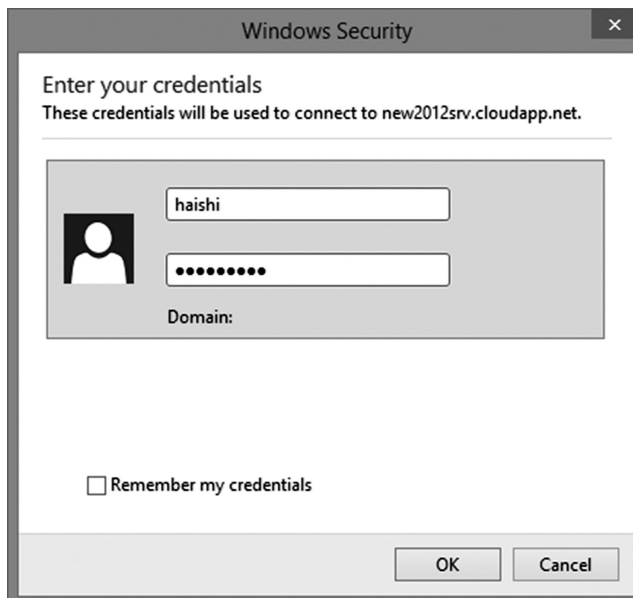 Windows Security
Enter your credentials
These credentials will be used to connect to new2012srv.cloudapp.net.
haishi
●●●●●●●●●
Domain:
Remember my credentials
OK
Cancel